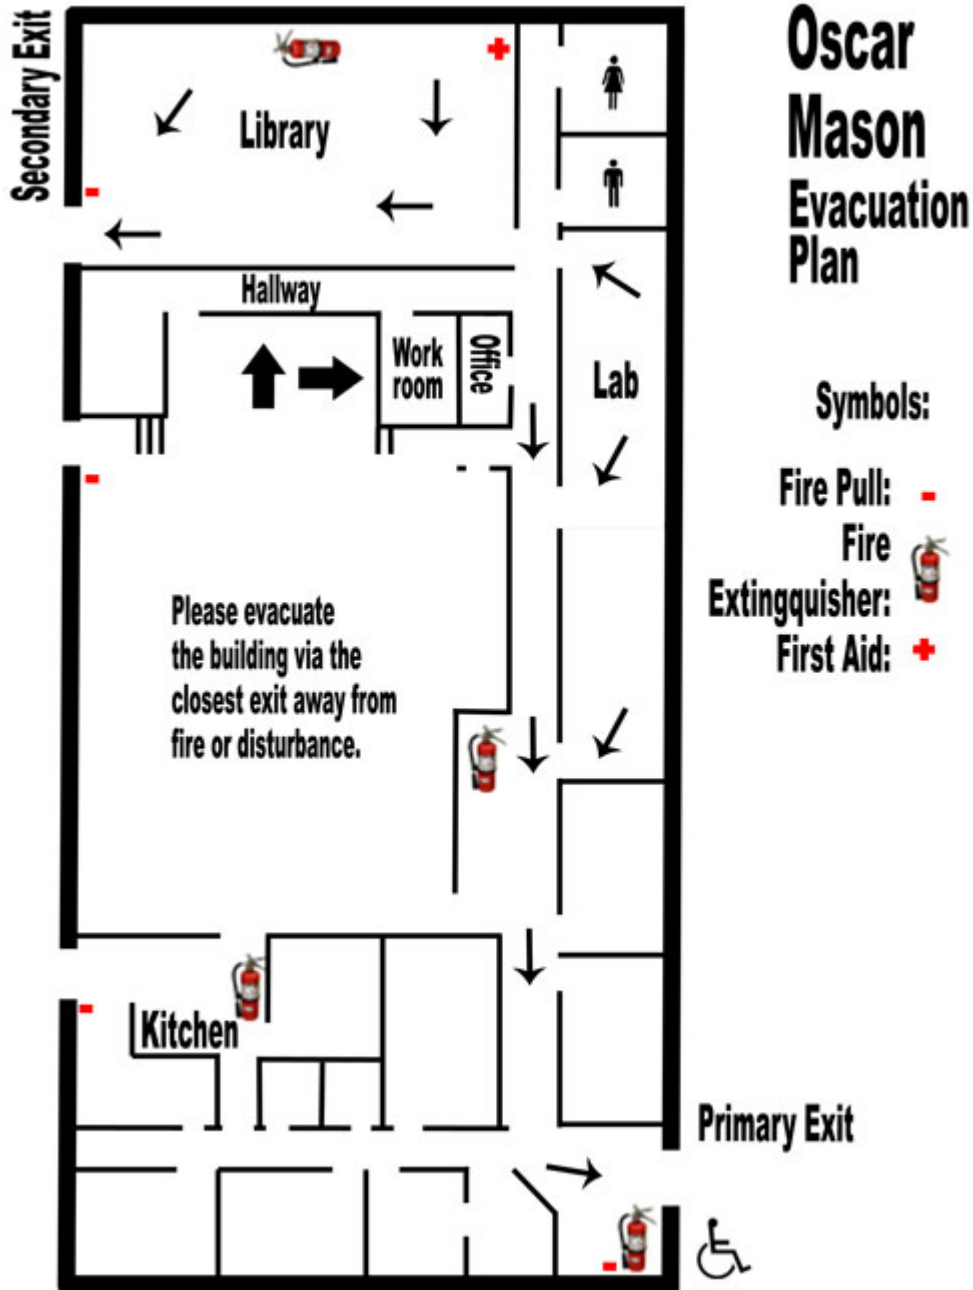 Oscar
Mason
Evacuation
Plan
Secondary Exit
Library
Hallway
Work
room
Office
Lab
Symbols:
Fire Pull:
Fire
Extingquisher:
First Aid:
Please evacuate
the building via the
closest exit away from
fire or disturbance.
Kitchen
Primary Exit